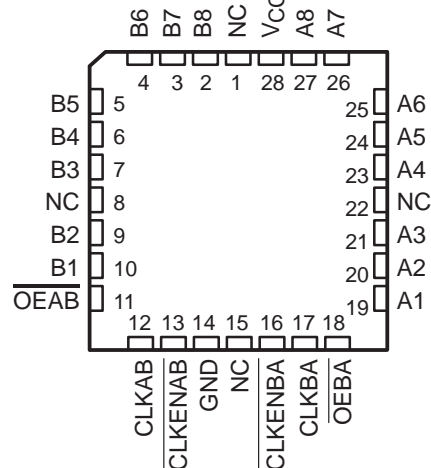 B6 B7 B8 NC VCC A8 A7
4 3 2 1 28 27 26
B5 5 25 A6
B4 6 24 A5
B3 7 23 A4
NC 8 22 NC
B2 9 21 A3
B1 10 20 A2
OEAB 11 19 A1
12 13 14 15 16 17 18
CLKAB CLKENAB GND NC CLKENBA CLKBA OEBA